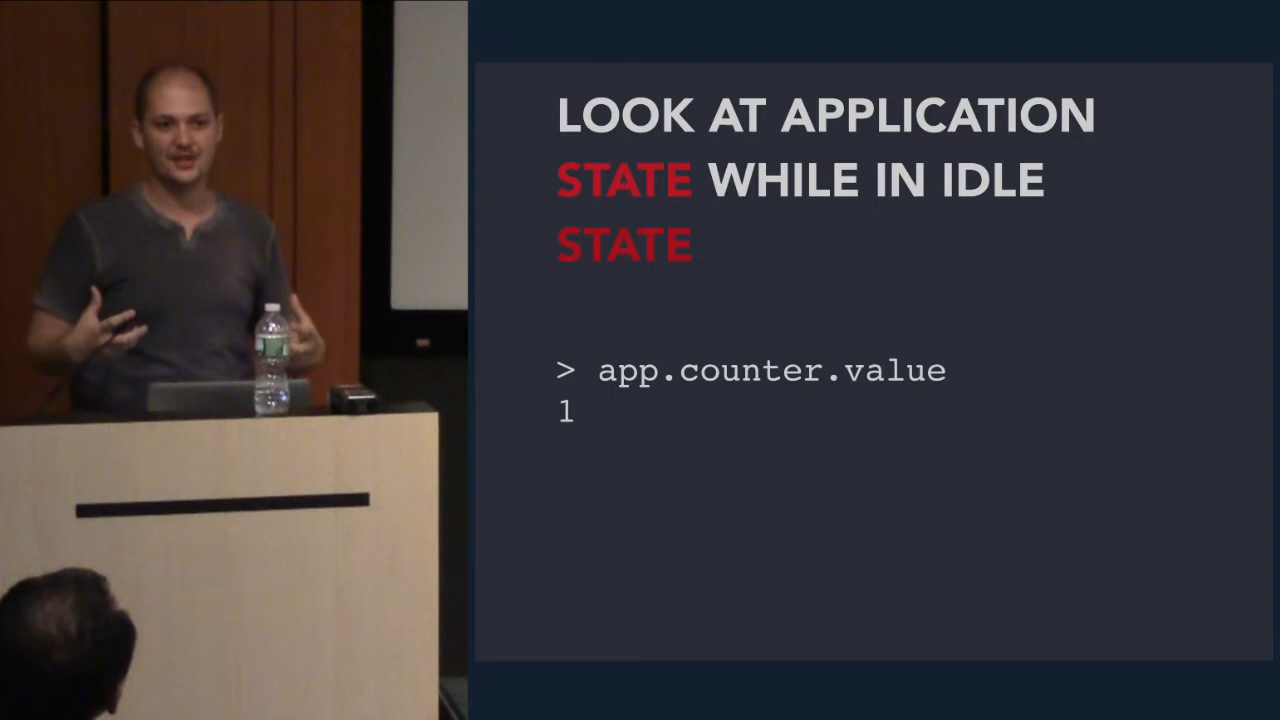 LOOK AT APPLICATION
STATE WHILE IN IDLE
STATE
> app.counter.value
1